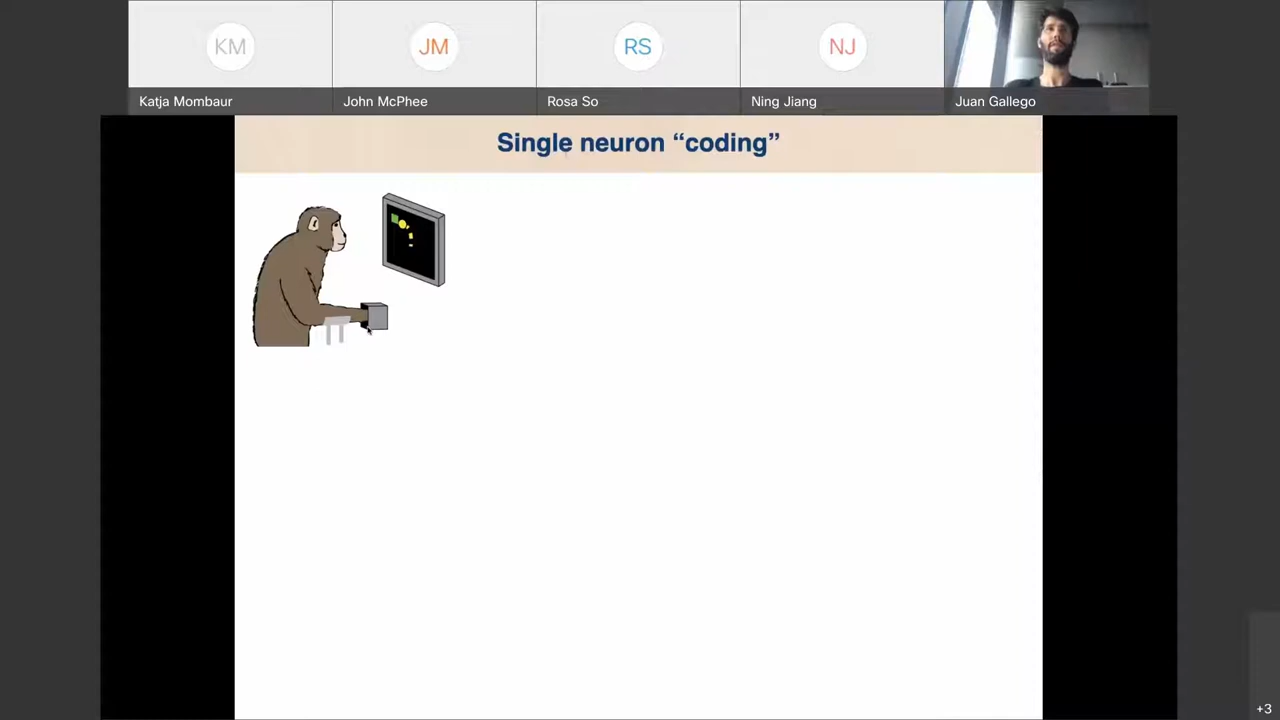 KM
JM
RS
NJ
Katja Mombaur
John McPhee
Rosa So
Ning Jiang
Juan Gallego
Single neuron “coding”
+3